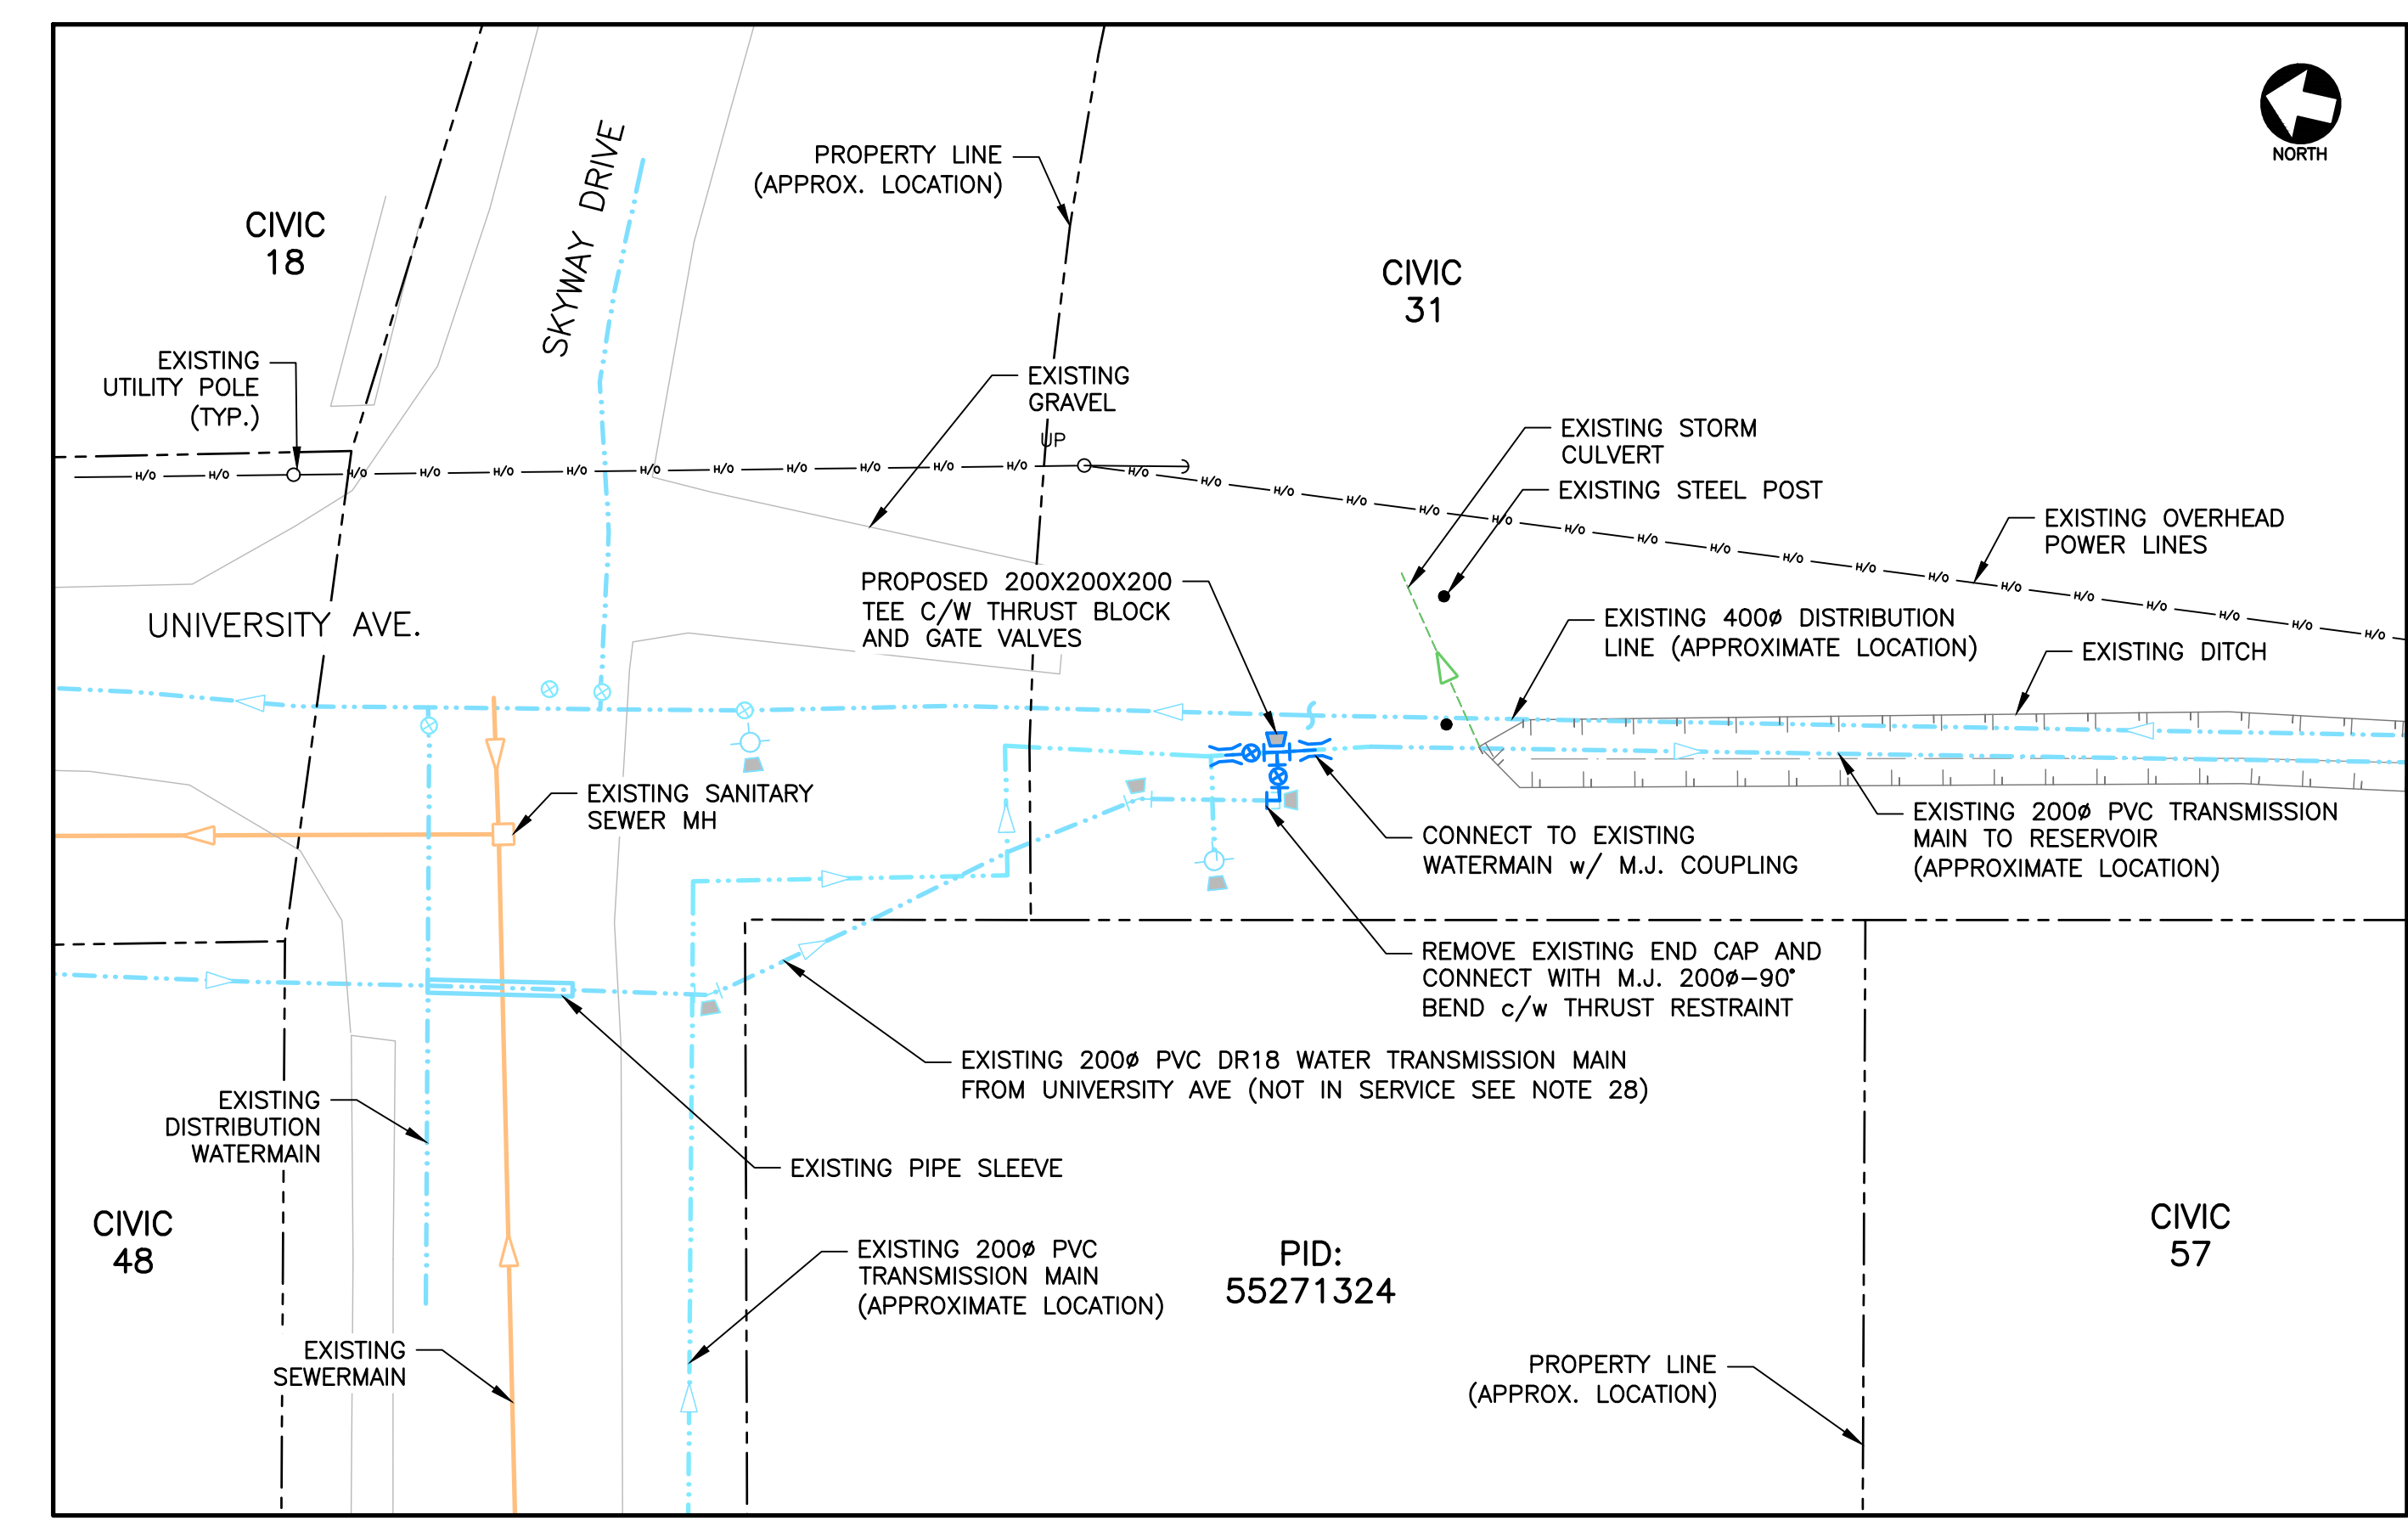 NORTH
SKYWAY DRIVE
PROPERTY LINE
(APPROX. LOCATION)
CIVIC
18
CIVIC
31
EXISTING
UTILITY POLE
(TYP.)
EXISTING
GRAVEL
UP
EXISTING STORM
CULVERT
EXISTING STEEL POST
H/O H/O H/O H/O H/O H/O H/O H/O H/O H/O H/O H/O H/O
H/O H/O H/O H/O H/O H/O H/O H/O H/O H/O H/O H/O H/O H/O H/O H/O H/O H/O
EXISTING OVERHEAD
POWER LINES
PROPOSED 200X200X200
TEE C/W THRUST BLOCK
AND GATE VALVES
UNIVERSITY AVE.
EXISTING 400ø DISTRIBUTION
LINE (APPROXIMATE LOCATION)
EXISTING DITCH
EXISTING SANITARY
SEWER MH
CONNECT TO EXISTING
WATERMAIN w/ M.J. COUPLING
EXISTING 200ø PVC TRANSMISSION
MAIN TO RESERVOIR
(APPROXIMATE LOCATION)
REMOVE EXISTING END CAP AND
CONNECT WITH M.J. 200ø-90°
BEND c/w THRUST RESTRAINT
EXISTING 200ø PVC DR18 WATER TRANSMISSION MAIN
FROM UNIVERSITY AVE (NOT IN SERVICE SEE NOTE 28)
EXISTING
DISTRIBUTION
WATERMAIN
EXISTING PIPE SLEEVE
CIVIC
48
EXISTING 200ø PVC
TRANSMISSION MAIN
(APPROXIMATE LOCATION)
PID:
55271324
CIVIC
57
EXISTING
SEWERMAIN
PROPERTY LINE
(APPROX. LOCATION)